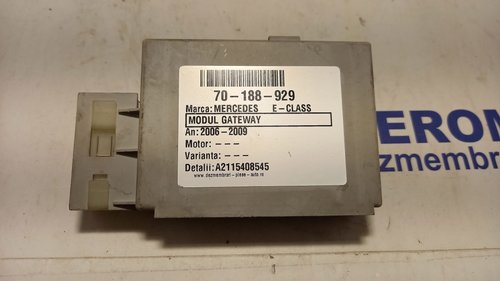 70-188-929
Marca: MERCEDES E-CLASS
MODUL GATEWAY
An: 2006-2009
Motor: - - -
Varianta: - - -
Detalii: A2115408545
www.dezmembrari-piese-auto.ro
EROM
ezmembra